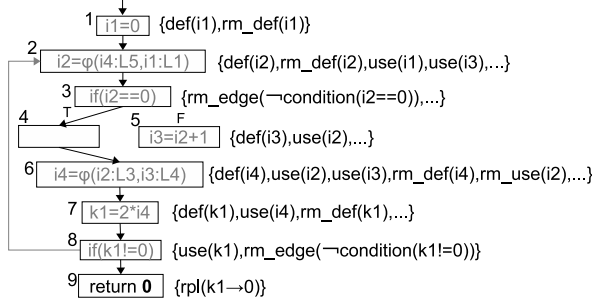 1 i1=0 {def(i1),rm_def(i1)}
2 i2=φ(i4:L5,i1:L1) {def(i2),rm_def(i2),use(i1),use(i3),...}
3 if(i2==0) {rm_edge(¬condition(i2==0)),...}
T F
4 5 i3=i2+1 {def(i3),use(i2),...}
6 i4=φ(i2:L3,i3:L4) {def(i4),use(i2),use(i3),rm_def(i4),rm_use(i2),...}
7 k1=2*i4 {def(k1),use(i4),rm_def(k1),...}
8 if(k1!=0) {use(k1),rm_edge(¬condition(k1!=0))}
9 return 0 {rpl(k1→0)}